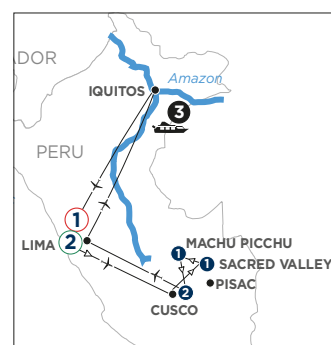 ADOR
Amazon
IQUITOS
3
PERU
1
LIMA 2
1 MACHU PICCHU
1 SACRED VALLEY
PISAC
2
CUSCO